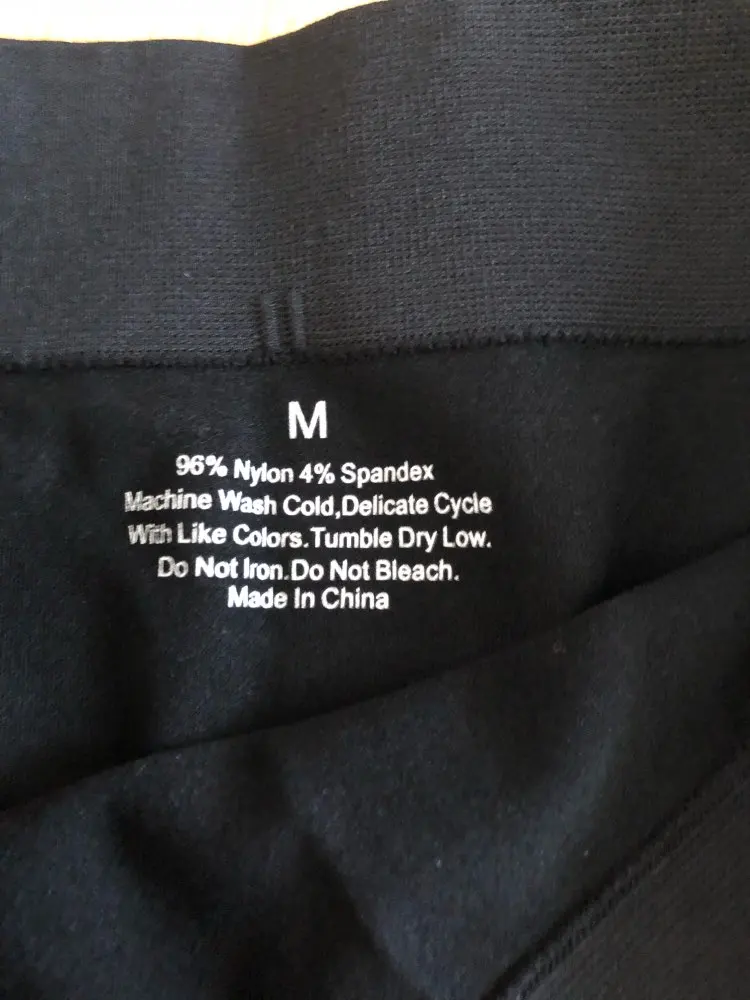 M
96% Nylon 4% Spandex
Machine Wash Cold,Delicate Cycle
With Like Colors.Tumble Dry Low.
Do Not Iron.Do Not Bleach.
Made In China